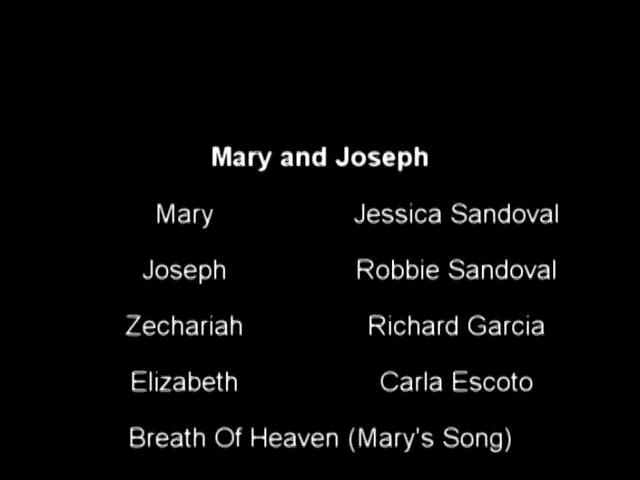 Mary and Joseph
Mary Jessica Sandoval
Joseph Robbie Sandoval
Zechariah Richard Garcia
Elizabeth Carla Escoto
Breath Of Heaven (Mary's Song)